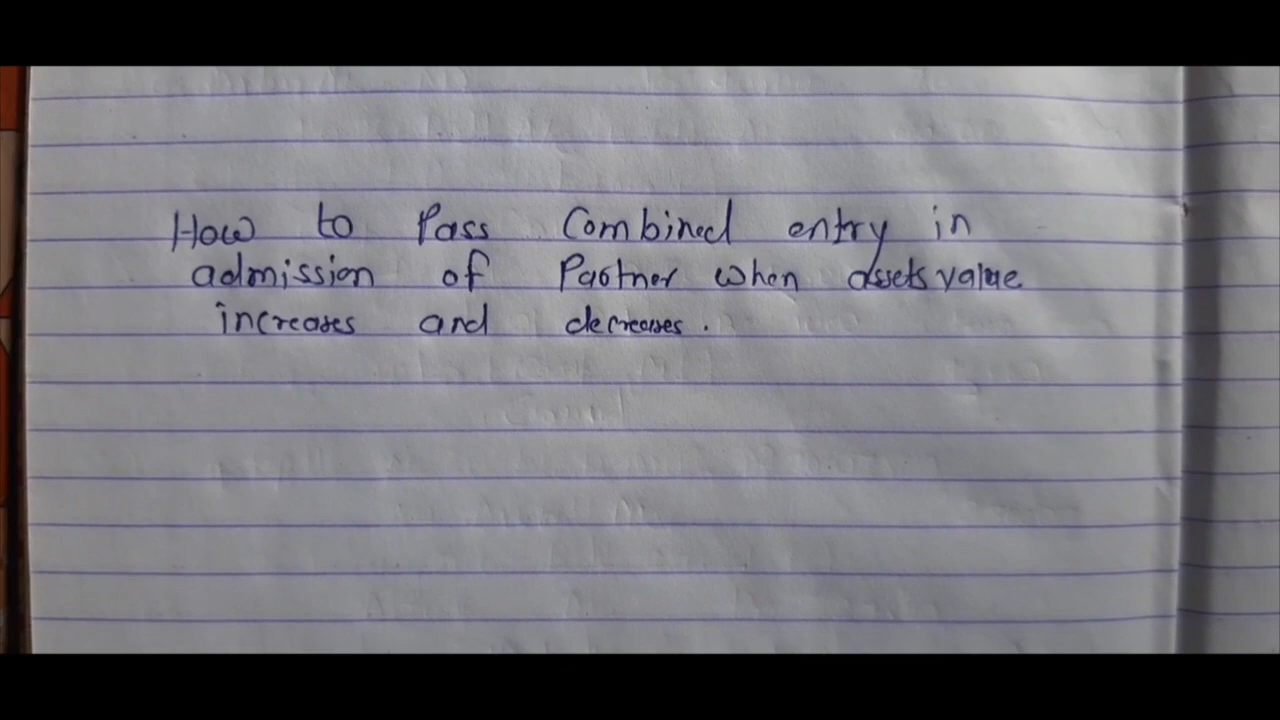 How to Pass Combined entry in
admission of Partner when assets value
increases and decreases.